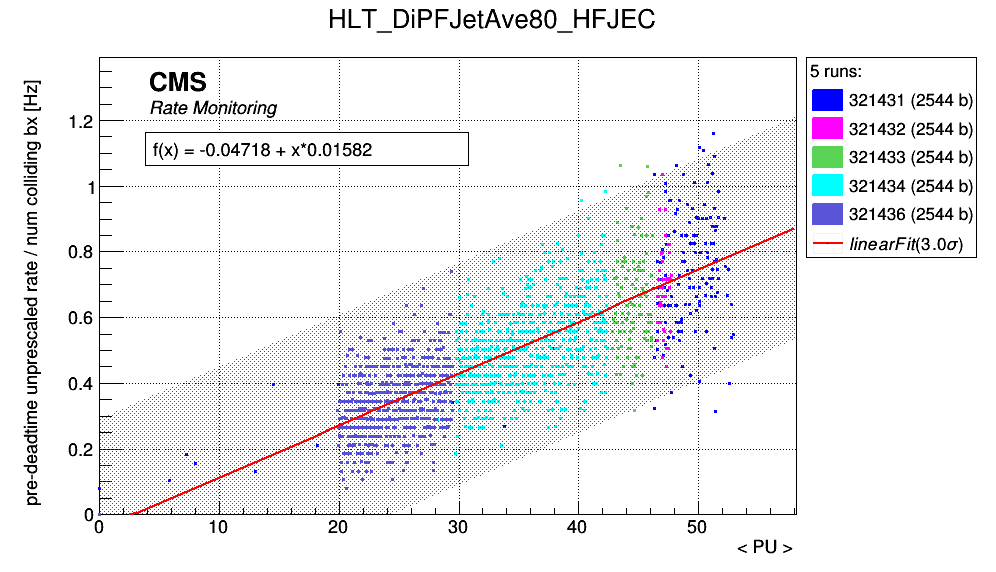 HLT_DiPFJetAve80_HFJEC
CMS
Rate Monitoring
f(x) = -0.04718 + x*0.01582
pre-deadtime unprescaled rate / num colliding bx [Hz]
1.2
1
0.8
0.6
0.4
0.2
0
0
10
20
30
40
50
< PU >
5 runs:
321431 (2544 b)
321432 (2544 b)
321433 (2544 b)
321434 (2544 b)
321436 (2544 b)
linearFit(3.0σ)